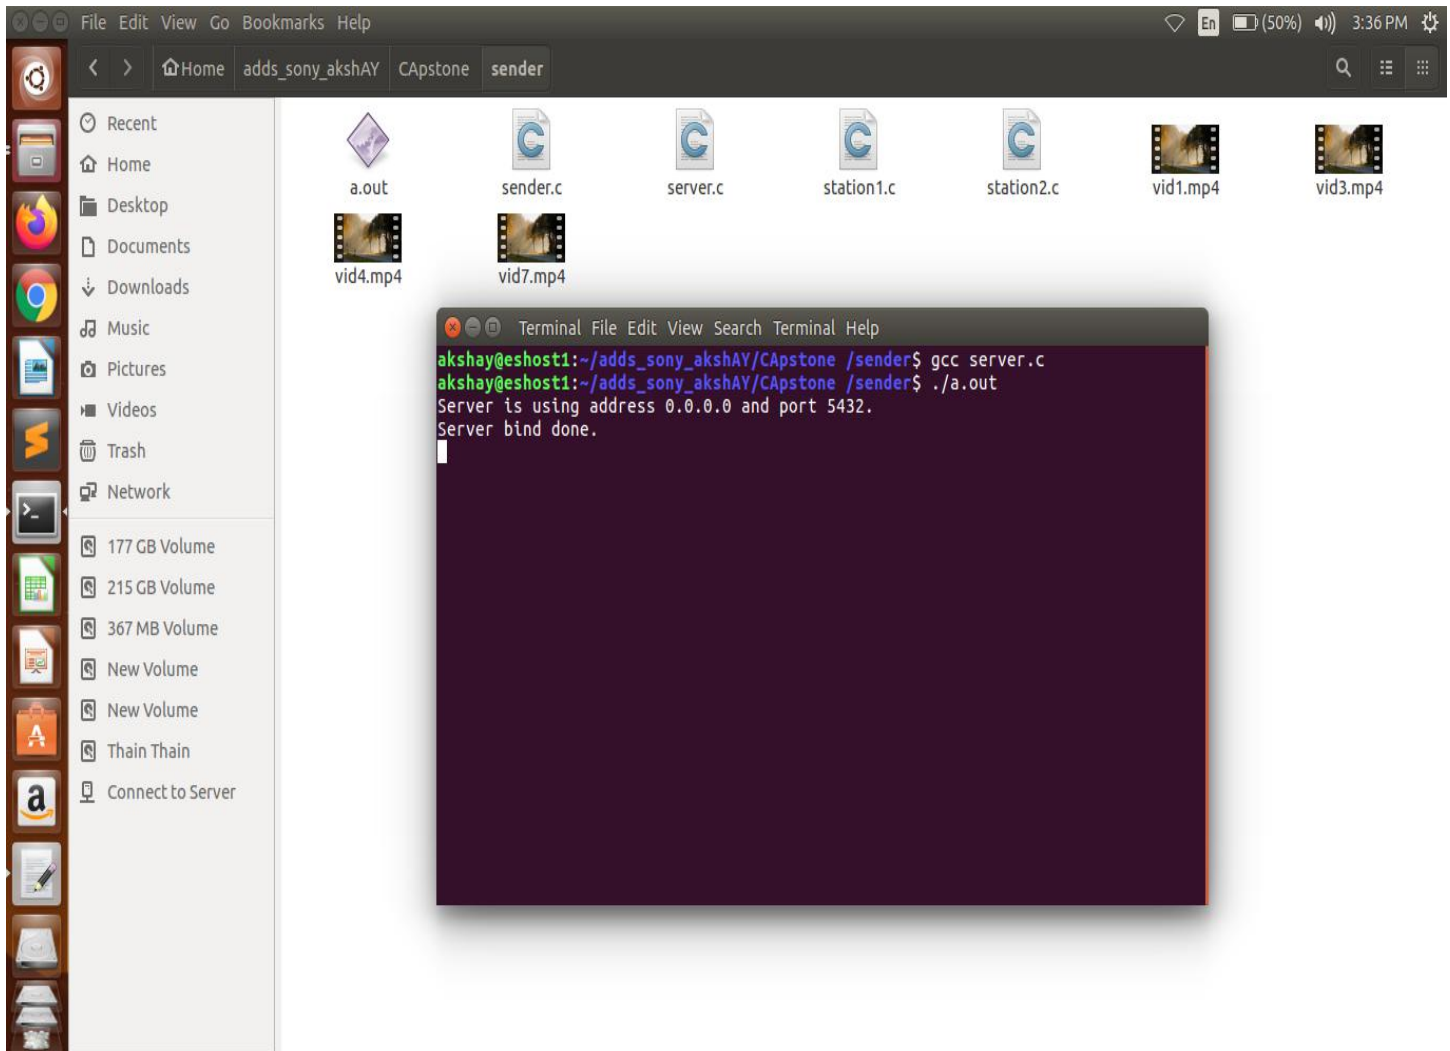 File Edit View Go Bookmarks Help
En (50%) 3:36 PM
Home adds_sony_akshAY CApstone sender
Recent
Home
Desktop
Documents
Downloads
Music
Pictures
Videos
Trash
Network
177 GB Volume
215 GB Volume
367 MB Volume
New Volume
New Volume
Thain Thain
Connect to Server
a.out sender.c server.c station1.c station2.c vid1.mp4 vid3.mp4
vid4.mp4 vid7.mp4
Terminal File Edit View Search Terminal Help
akshay@eshost1:~/adds_sony_akshAY/CApstone /sender$ gcc server.c
akshay@eshost1:~/adds_sony_akshAY/CApstone /sender$ ./a.out
Server is using address 0.0.0.0 and port 5432.
Server bind done.